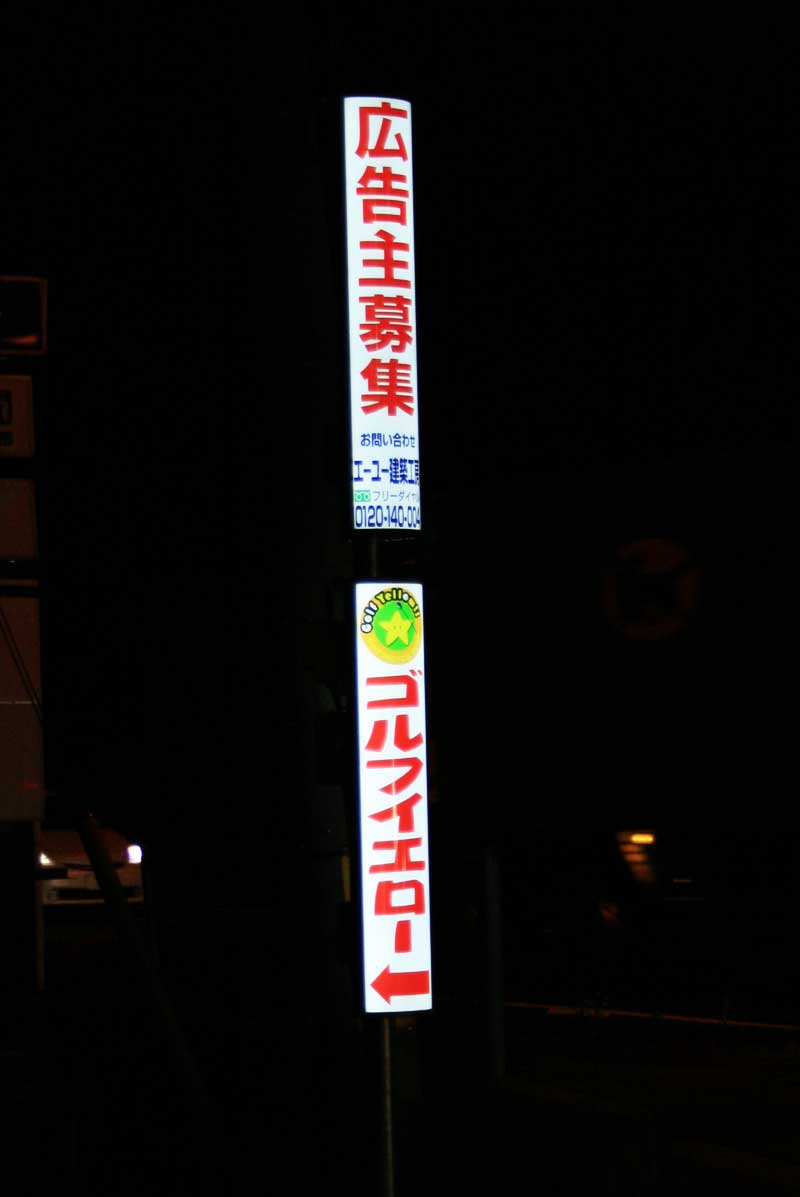 広告主募集
お問い合わせ
エーユー建築工房
フリーダイヤル
0120-140-004
Golf Yellow
ゴルフイエロー